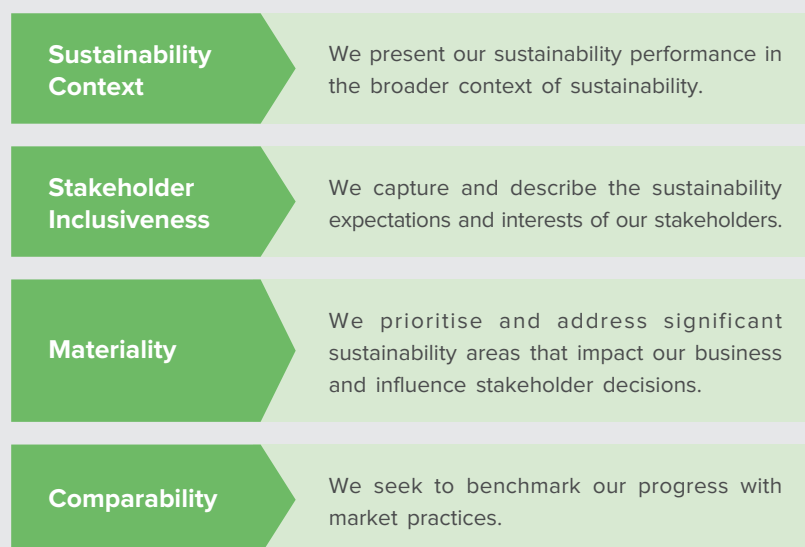 Sustainability
Context
We present our sustainability performance in
the broader context of sustainability.
Stakeholder
Inclusiveness
We capture and describe the sustainability
expectations and interests of our stakeholders.
Materiality
We prioritise and address significant
sustainability areas that impact our business
and influence stakeholder decisions.
Comparability
We seek to benchmark our progress with
market practices.